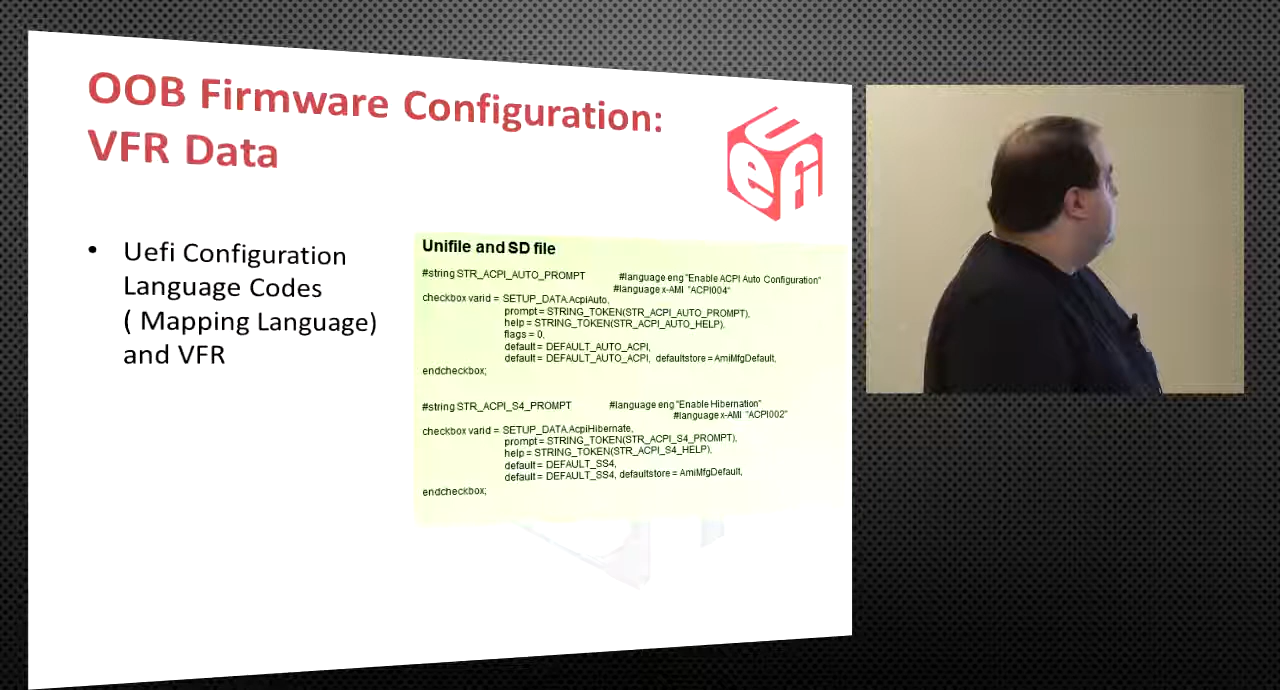 OOB Firmware Configuration:
VFR Data
uefi
• Uefi Configuration
Language Codes
( Mapping Language)
and VFR
Unifile and SD file
#string STR_ACPI_AUTO_PROMPT #language eng "Enable ACPI Auto Configuration"
#language x-AMI "ACPI004"
checkbox varid = SETUP_DATA.AcpiAuto,
prompt = STRING_TOKEN(STR_ACPI_AUTO_PROMPT),
help = STRING_TOKEN(STR_ACPI_AUTO_HELP),
flags = 0,
default = DEFAULT_AUTO_ACPI,
default = DEFAULT_AUTO_ACPI, defaultstore = AmiMfgDefault,
endcheckbox;
#string STR_ACPI_S4_PROMPT #language eng "Enable Hibernation"
#language x-AMI "ACPI002"
checkbox varid = SETUP_DATA.AcpiHibernate,
prompt = STRING_TOKEN(STR_ACPI_S4_PROMPT),
help = STRING_TOKEN(STR_ACPI_S4_HELP),
default = DEFAULT_SS4,
default = DEFAULT_SS4, defaultstore = AmiMfgDefault,
endcheckbox;